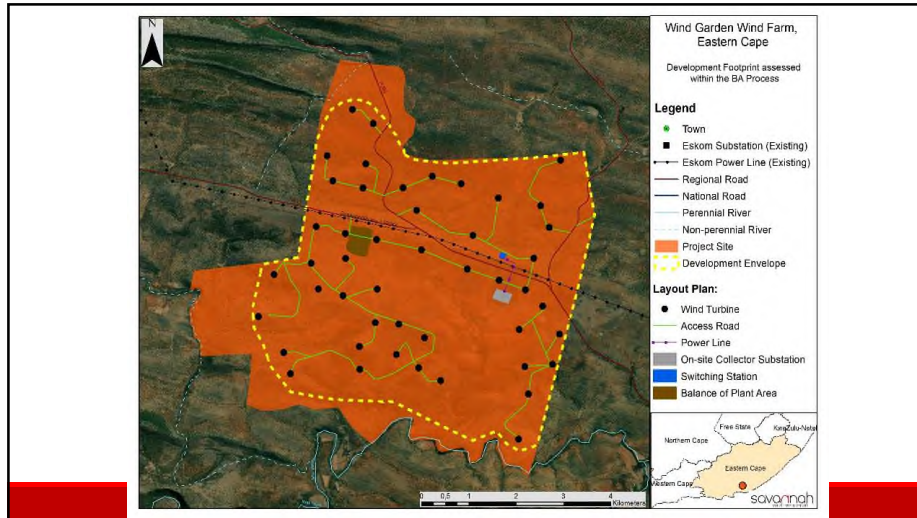 N
Wind Garden Wind Farm,
Eastern Cape
Development Footprint assessed
within the BA Process
Legend
Town
Eskom Substation (Existing)
Eskom Power Line (Existing)
Regional Road
National Road
Perennial River
Non-perennial River
Project Site
Development Envelope
Layout Plan:
Wind Turbine
Access Road
Power Line
On-site Collector Substation
Switching Station
Balance of Plant Area
Free State
KwaZulu-Natal
Northern Cape
Eastern Cape
Western Cape
savannah
0 0,5 1 2 3 4
Kilometers